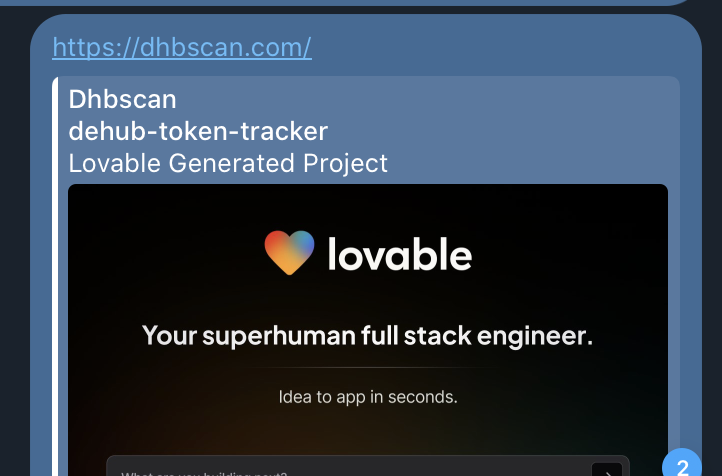 https://dhbscan.com/
Dhbscan
dehub-token-tracker
Lovable Generated Project
lovable
Your superhuman full stack engineer.
Idea to app in seconds.
What are you building next?
2